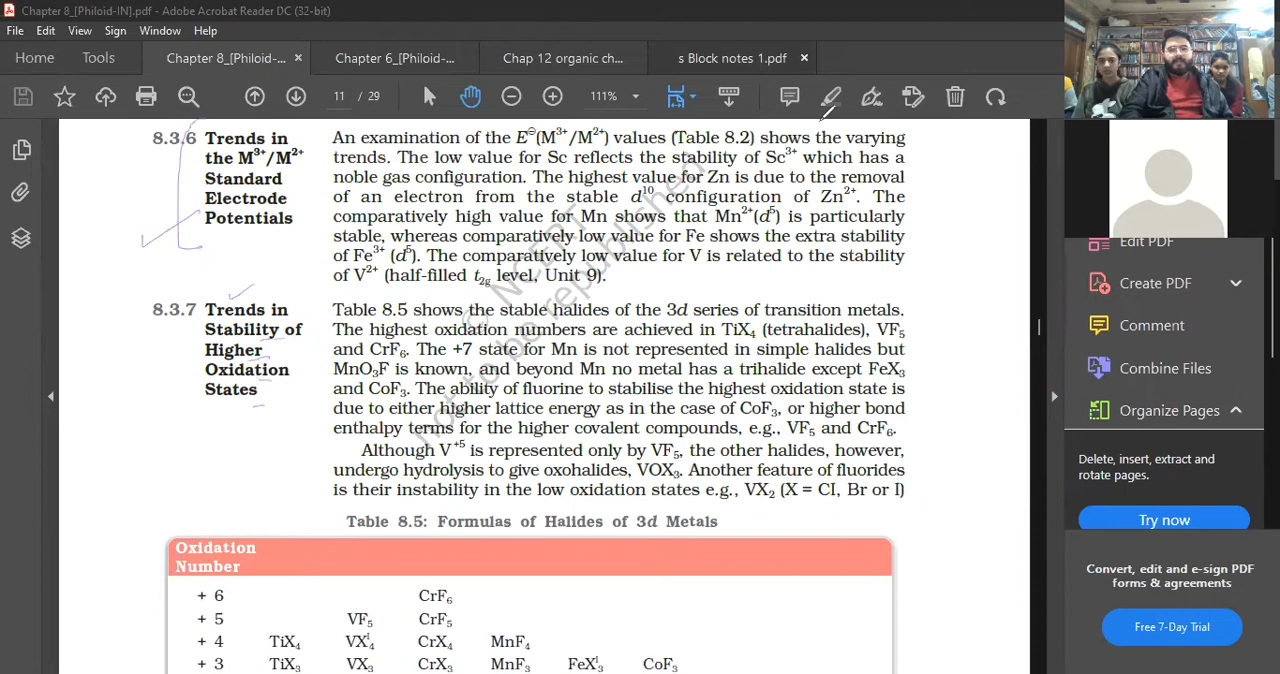 Chapter 8_[Philoid-IN].pdf - Adobe Acrobat Reader DC (32-bit)
File Edit View Sign Window Help
Home Tools Chapter 8_[Philoid-... × Chapter 6_[Philoid-... Chap 12 organic ch... s Block notes 1.pdf ×
11 / 29 111%
8.3.6 Trends in the M³⁺/M²⁺ Standard Electrode Potentials
An examination of the E⊖(M³⁺/M²⁺) values (Table 8.2) shows the varying
trends. The low value for Sc reflects the stability of Sc³⁺ which has a
noble gas configuration. The highest value for Zn is due to the removal
of an electron from the stable d¹⁰ configuration of Zn²⁺. The
comparatively high value for Mn shows that Mn²⁺(d⁵) is particularly
stable, whereas comparatively low value for Fe shows the extra stability
of Fe³⁺ (d⁵). The comparatively low value for V is related to the stability
of V²⁺ (half-filled t₂g level, Unit 9).
8.3.7 Trends in Stability of Higher Oxidation States
Table 8.5 shows the stable halides of the 3d series of transition metals.
The highest oxidation numbers are achieved in TiX₄ (tetrahalides), VF₅
and CrF₆. The +7 state for Mn is not represented in simple halides but
MnO₃F is known, and beyond Mn no metal has a trihalide except FeX₃
and CoF₃. The ability of fluorine to stabilise the highest oxidation state is
due to either higher lattice energy as in the case of CoF₃, or higher bond
enthalpy terms for the higher covalent compounds, e.g., VF₅ and CrF₆.
Although V⁺⁵ is represented only by VF₅, the other halides, however,
undergo hydrolysis to give oxohalides, VOX₃. Another feature of fluorides
is their instability in the low oxidation states e.g., VX₂ (X = CI, Br or I)
© NCERT
not to be republished
Table 8.5: Formulas of Halides of 3d Metals
Oxidation
Number
+ 6 CrF₆
+ 5 VF₅ CrF₅
+ 4 TiX₄ VXᴵ₄ CrX₄ MnF₄
+ 3 TiX₃ VX₃ CrX₃ MnF₃ FeXᴵ₃ CoF₃
Edit PDF
Create PDF
Comment
Combine Files
Organize Pages
Delete, insert, extract and
rotate pages.
Try now
Convert, edit and e-sign PDF
forms & agreements
Free 7-Day Trial